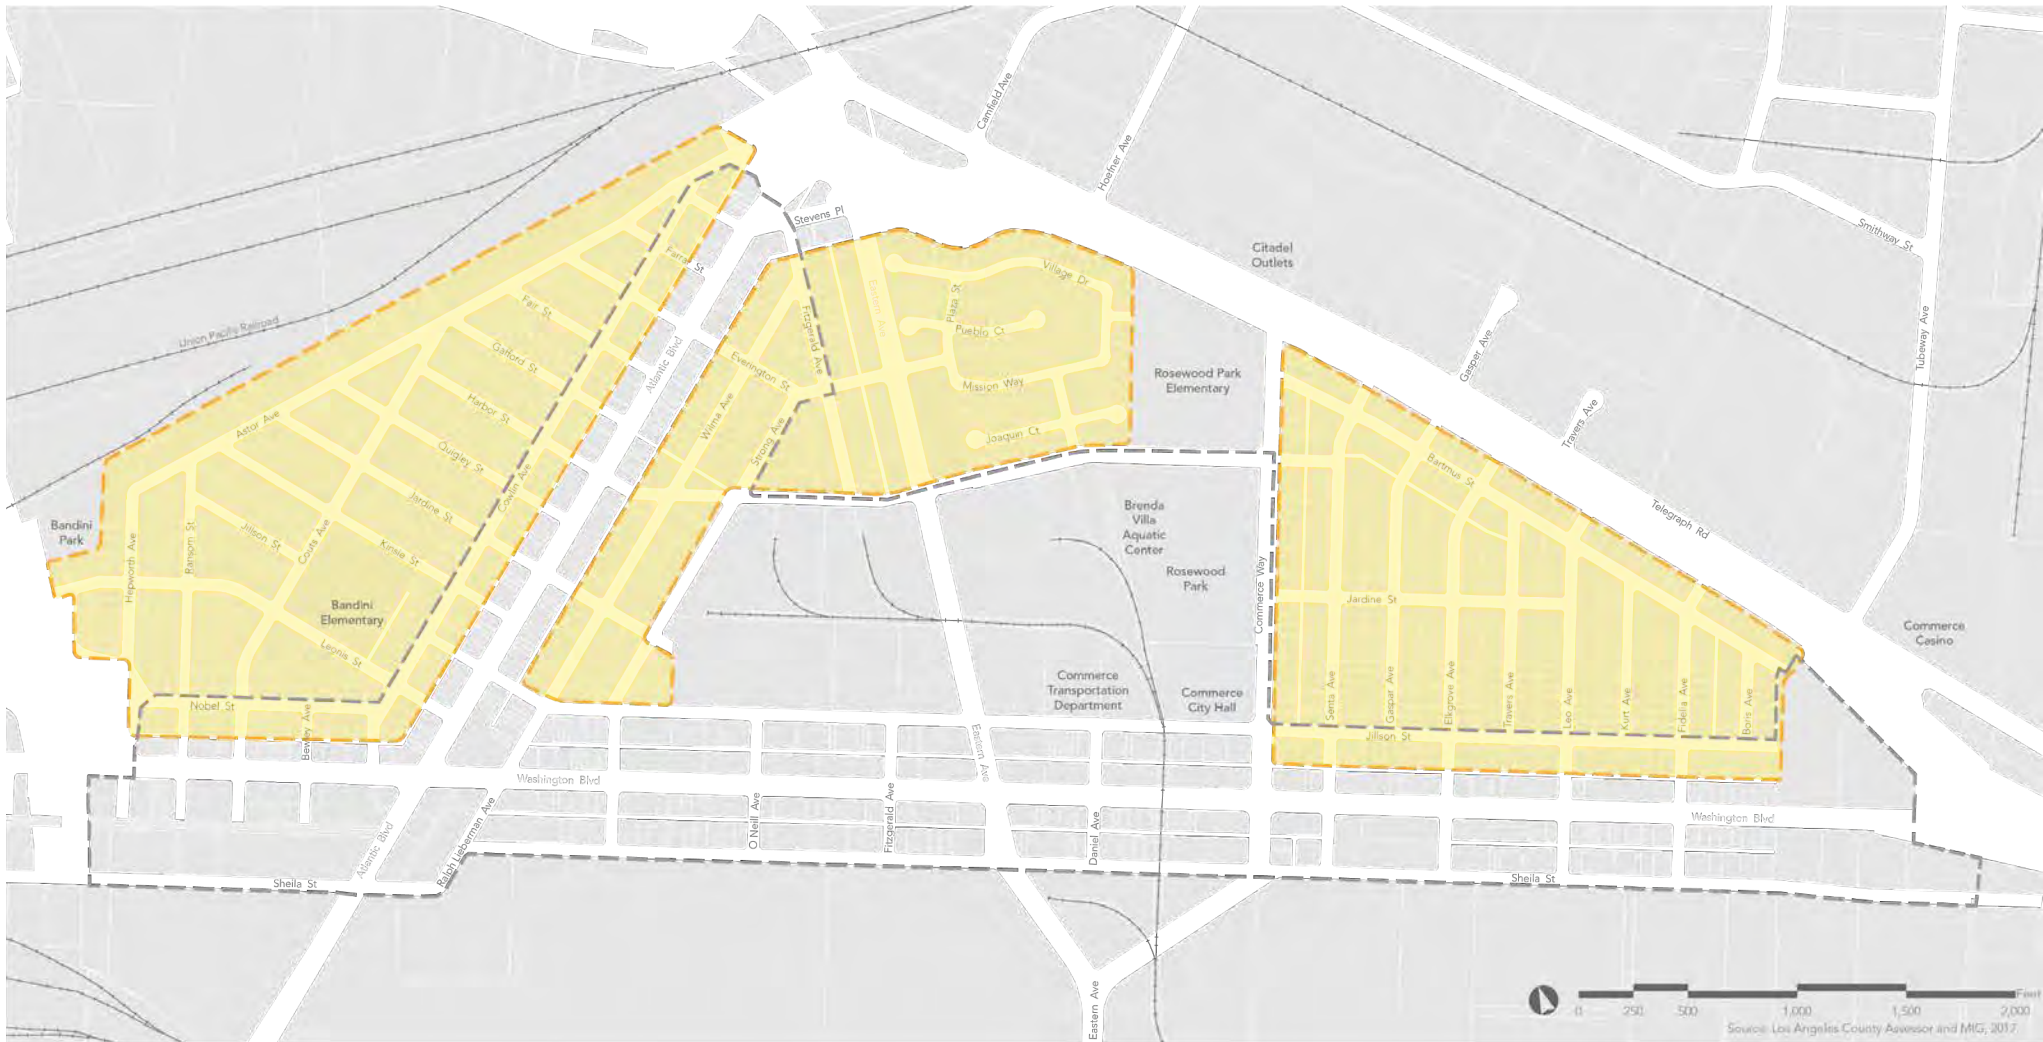 Camfield Ave
Hoefner Ave
Stevens Pl
Smithway St
Citadel
Outlets
Farrar St
Village Dr
Plaza St
Eastern Ave
Fair St
Fitzgerald Ave
Pueblo Ct
Union Pacific Railroad
Tubeway Ave
Gafford St
Atlantic Blvd
Everington St
Gasper Ave
Mission Way
Rosewood Park
Elementary
Astor Ave
Harbor St
Wilma Ave
Travers Ave
Strong Ave
Joaquin Ct
Quigley St
Bartmus St
Cowlin Ave
Jardine St
Telegraph Rd
Bandini
Park
Ransom St
Jillson St
Couts Ave
Kinsie St
Brenda
Villa
Aquatic
Center
Rosewood
Park
Hepworth Ave
Commerce Way
Jardine St
Bandini
Elementary
Commerce
Casino
Leonis St
Commerce
Transportation
Department
Commerce
City Hall
Senta Ave
Gaspar Ave
Elkgrove Ave
Travers Ave
Leo Ave
Kurt Ave
Fidelia Ave
Boris Ave
Nobel St
Bewley Ave
Eastern Ave
Jillson St
Washington Blvd
O Neill Ave
Fitzgerald Ave
Daniel Ave
Washington Blvd
Atlantic Blvd
Ralph Lieberman Ave
Sheila St
Sheila St
Eastern Ave
Feet
0 250 500 1,000 1,500 2,000
Source: Los Angeles County Assessor and MIG, 2017